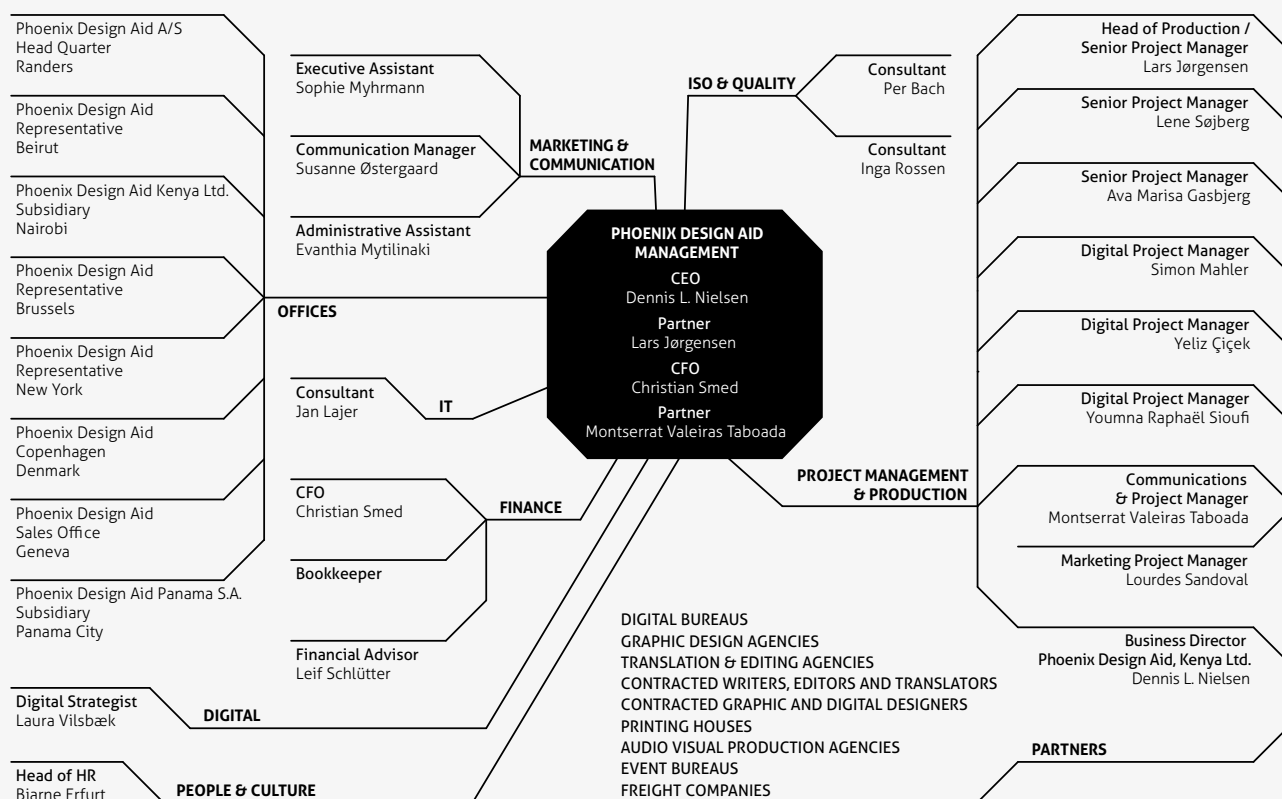 Phoenix Design Aid A/S
Head Quarter
Randers
Phoenix Design Aid
Representative
Beirut
Phoenix Design Aid Kenya Ltd.
Subsidiary
Nairobi
Phoenix Design Aid
Representative
Brussels
Phoenix Design Aid
Representative
New York
Phoenix Design Aid
Copenhagen
Denmark
Phoenix Design Aid
Sales Office
Geneva
Phoenix Design Aid Panama S.A.
Subsidiary
Panama City
OFFICES
Executive Assistant
Sophie Myhrmann
Communication Manager
Susanne Østergaard
Administrative Assistant
Evanthia Mytilinaki
MARKETING &
COMMUNICATION
ISO & QUALITY
Consultant
Per Bach
Consultant
Inga Rossen
PHOENIX DESIGN AID
MANAGEMENT
CEO
Dennis L. Nielsen
Partner
Lars Jørgensen
CFO
Christian Smed
Partner
Montserrat Valeiras Taboada
Consultant
Jan Lajer
IT
CFO
Christian Smed
Bookkeeper
Financial Advisor
Leif Schlütter
FINANCE
Digital Strategist
Laura Vilsbæk
DIGITAL
Head of HR
Bjarne Erfurt
PEOPLE & CULTURE
PROJECT MANAGEMENT
& PRODUCTION
Head of Production /
Senior Project Manager
Lars Jørgensen
Senior Project Manager
Lene Søjberg
Senior Project Manager
Ava Marisa Gasbjerg
Digital Project Manager
Simon Mahler
Digital Project Manager
Yeliz Çiçek
Digital Project Manager
Youmna Raphaël Sioufi
Communications
& Project Manager
Montserrat Valeiras Taboada
Marketing Project Manager
Lourdes Sandoval
Business Director
Phoenix Design Aid, Kenya Ltd.
Dennis L. Nielsen
DIGITAL BUREAUS
GRAPHIC DESIGN AGENCIES
TRANSLATION & EDITING AGENCIES
CONTRACTED WRITERS, EDITORS AND TRANSLATORS
CONTRACTED GRAPHIC AND DIGITAL DESIGNERS
PRINTING HOUSES
AUDIO VISUAL PRODUCTION AGENCIES
EVENT BUREAUS
FREIGHT COMPANIES
PARTNERS